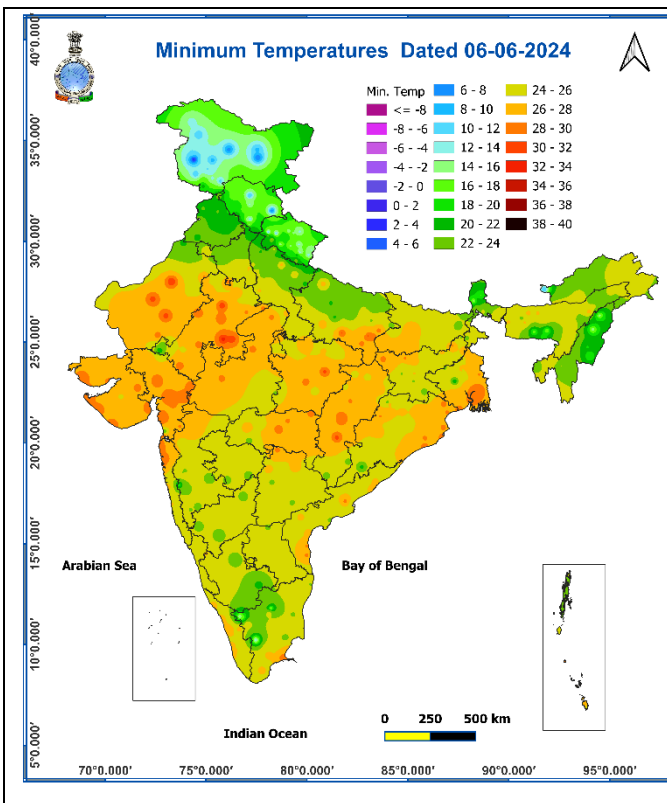 Minimum Temperatures Dated 06-06-2024
Min. Temp
<= -8
-8 - -6
-6 - -4
-4 - -2
-2 - 0
0 - 2
2 - 4
4 - 6
6 - 8
8 - 10
10 - 12
12 - 14
14 - 16
16 - 18
18 - 20
20 - 22
22 - 24
24 - 26
26 - 28
28 - 30
30 - 32
32 - 34
34 - 36
36 - 38
38 - 40
40°0.000'
35°0.000'
30°0.000'
25°0.000'
20°0.000'
15°0.000'
10°0.000'
5°0.000'
Arabian Sea
Bay of Bengal
Indian Ocean
0 250 500 km
70°0.000' 75°0.000' 80°0.000' 85°0.000' 90°0.000' 95°0.000'